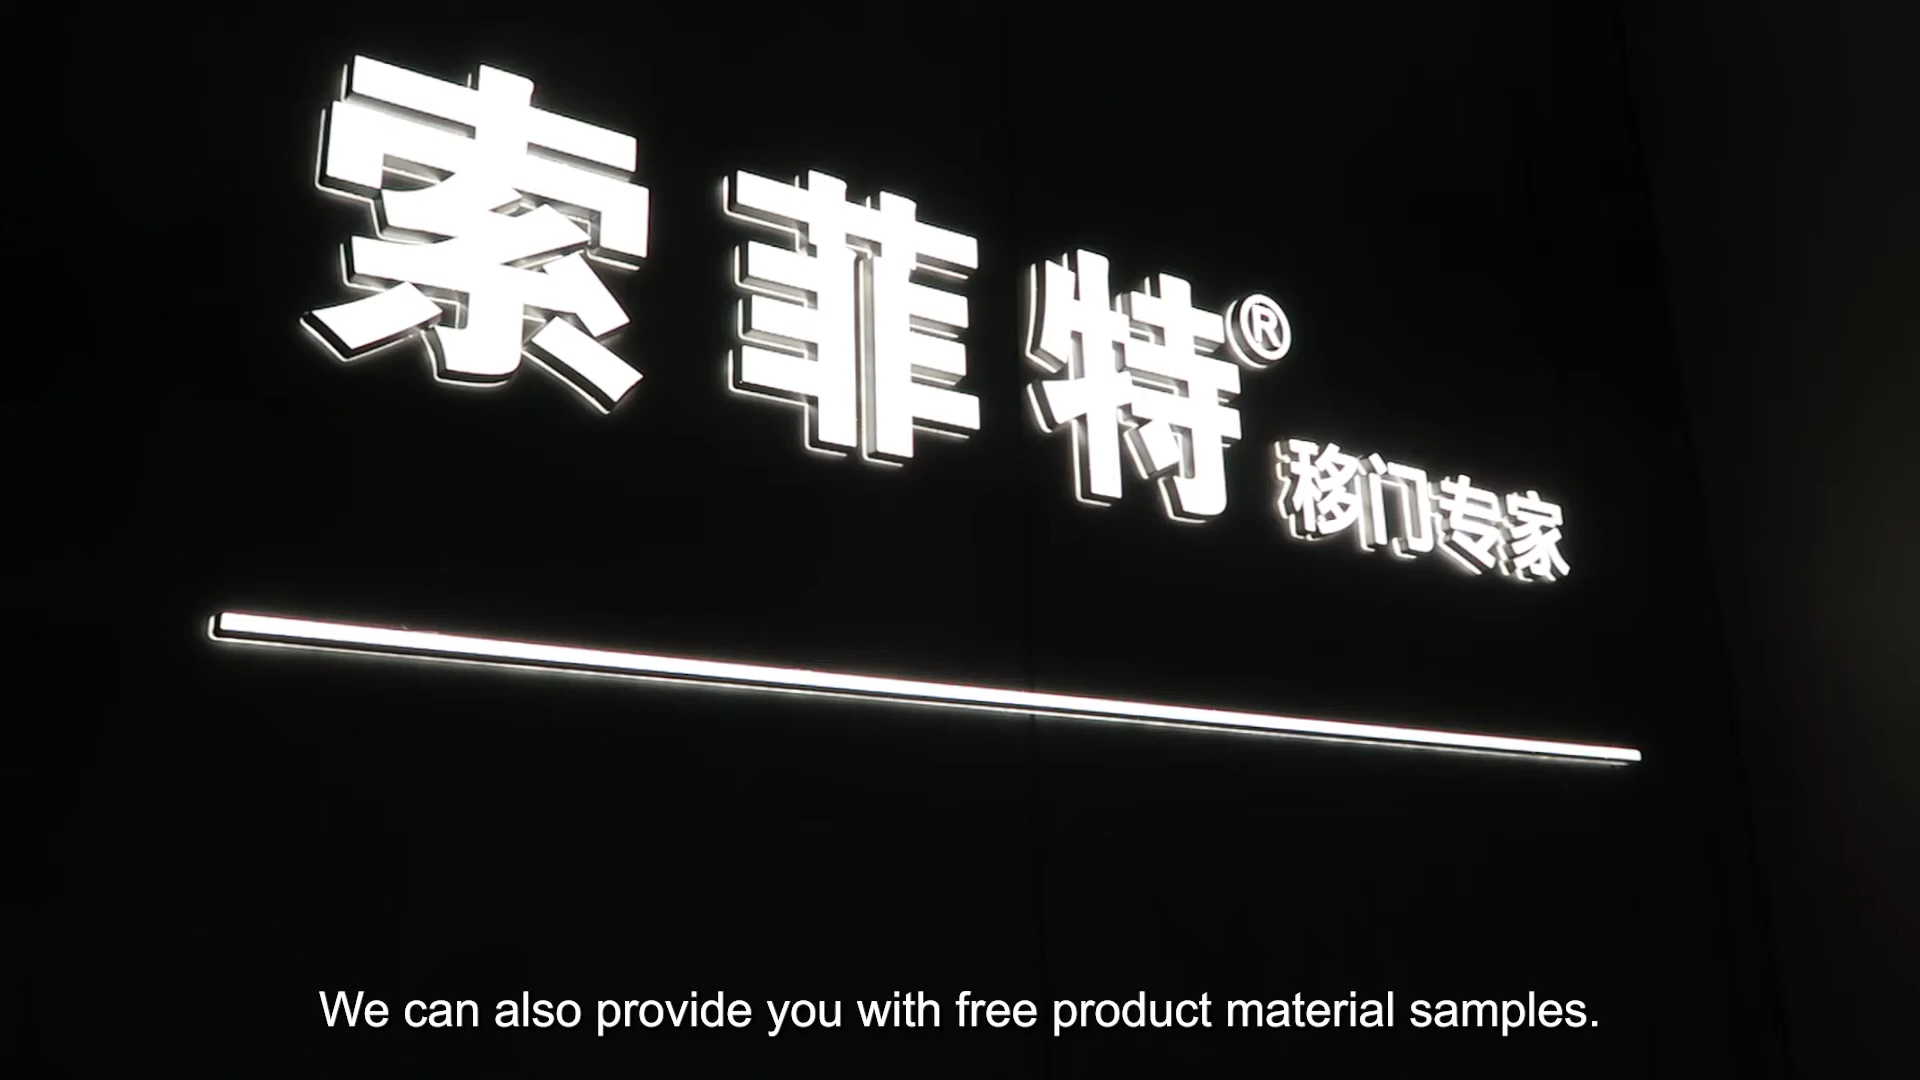 索菲特®
移门专家
We can also provide you with free product material samples.